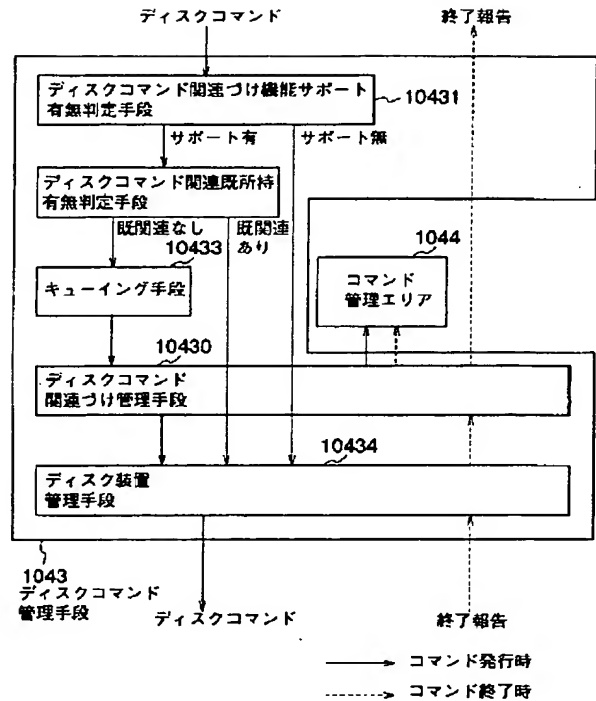 ディスクコマンド
終了報告
ディスクコマンド関連づけ機能サポート
有無判定手段
10431
サポート有
サポート無
ディスクコマンド関連既所持
有無判定手段
既関連なし
既関連
あり
10433
1044
キューイング手段
コマンド
管理エリア
10430
ディスクコマンド
関連づけ管理手段
10434
ディスク装置
管理手段
1043
ディスクコマンド
管理手段
ディスクコマンド
終了報告
コマンド発行時
コマンド終了時